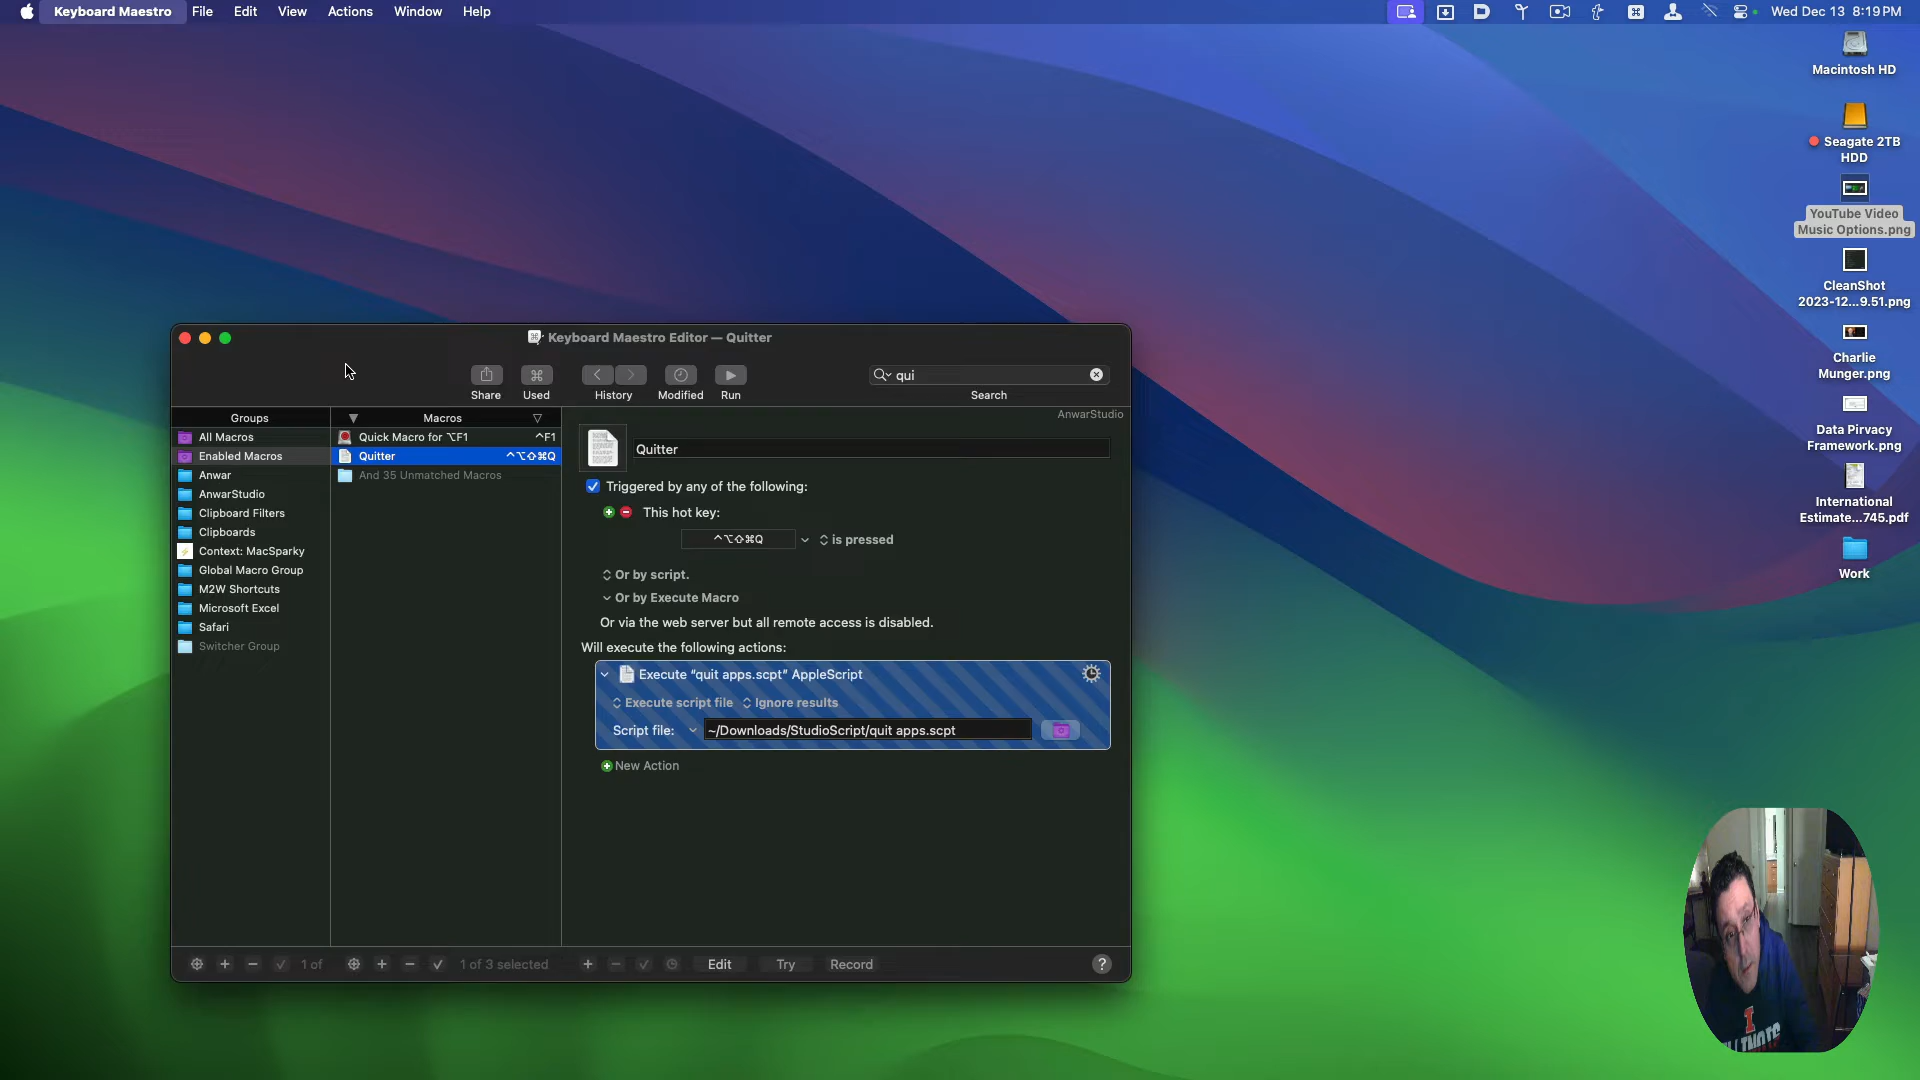 Keyboard Maestro File Edit View Actions Window Help
Wed Dec 13 8:19 PM
Macintosh HD
Seagate 2TB
HDD
YouTube Video
Music Options.png
CleanShot
2023-12...9.51.png
Charlie
Munger.png
Data Pirvacy
Framework.png
International
Estimate...745.pdf
Work
Keyboard Maestro Editor — Quitter
qui
Share Used History Modified Run Search
Groups
All Macros
Enabled Macros
Anwar
AnwarStudio
Clipboard Filters
Clipboards
Context: MacSparky
Global Macro Group
M2W Shortcuts
Microsoft Excel
Safari
Switcher Group
Macros
Quick Macro for ⌥F1 ^F1
Quitter ^⌥⇧⌘Q
And 35 Unmatched Macros
AnwarStudio
Quitter
Triggered by any of the following:
This hot key:
^⌥⇧⌘Q is pressed
Or by script.
Or by Execute Macro
Or via the web server but all remote access is disabled.
Will execute the following actions:
Execute “quit apps.scpt” AppleScript
Execute script file Ignore results
Script file: ~/Downloads/StudioScript/quit apps.scpt
New Action
1 of
1 of 3 selected
Edit Try Record ?
I